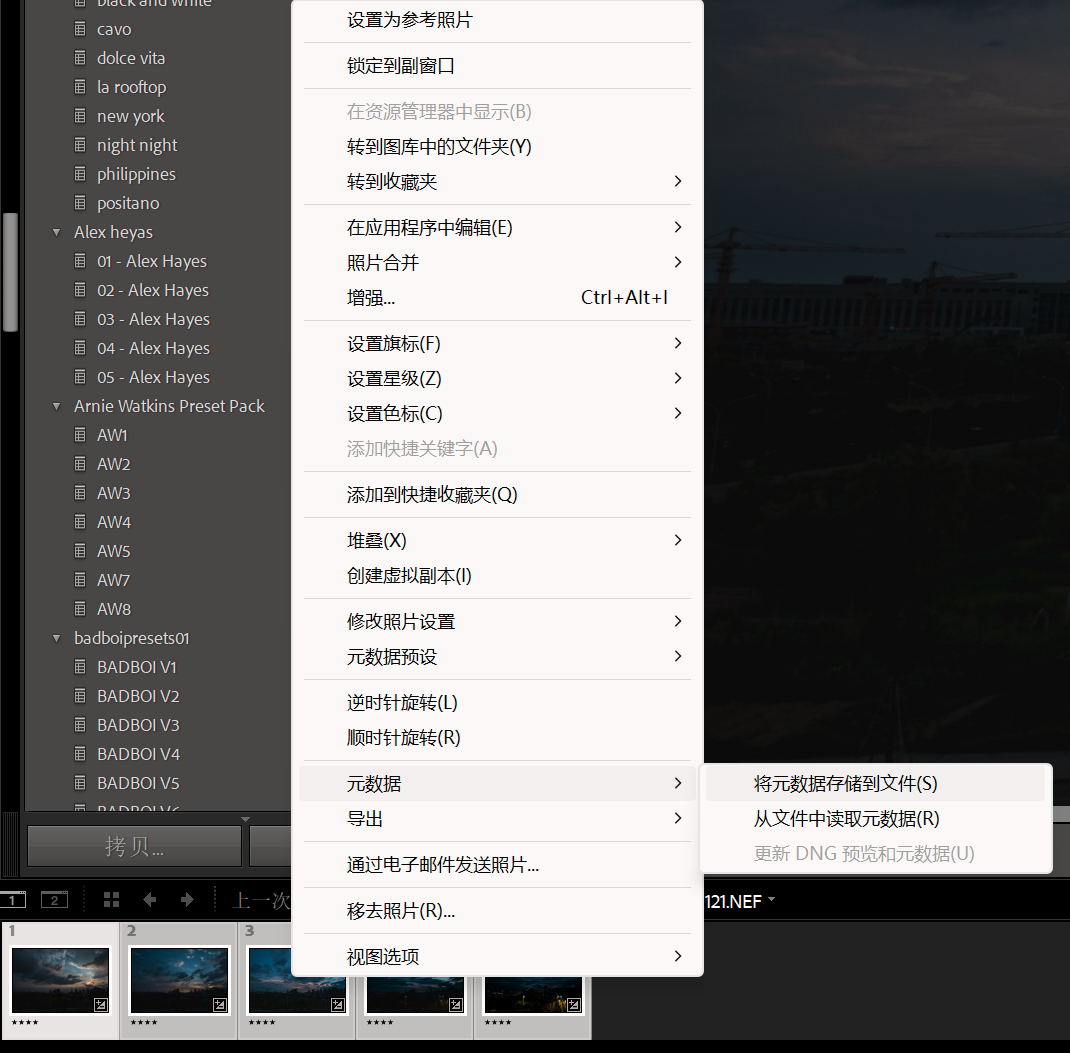 black and white
cavo
dolce vita
la rooftop
new york
night night
philippines
positano
Alex heyas
01 - Alex Hayes
02 - Alex Hayes
03 - Alex Hayes
04 - Alex Hayes
05 - Alex Hayes
Arnie Watkins Preset Pack
AW1
AW2
AW3
AW4
AW5
AW7
AW8
badboipresets01
BADBOI V1
BADBOI V2
BADBOI V3
BADBOI V4
BADBOI V5
BADBOI V6
拷贝...
设置为参考照片
锁定到副窗口
在资源管理器中显示(B)
转到图库中的文件夹(Y)
转到收藏夹
在应用程序中编辑(E)
照片合并
增强... Ctrl+Alt+I
设置旗标(F)
设置星级(Z)
设置色标(C)
添加快捷关键字(A)
添加到快捷收藏夹(Q)
堆叠(X)
创建虚拟副本(I)
修改照片设置
元数据预设
逆时针旋转(L)
顺时针旋转(R)
元数据
导出
通过电子邮件发送照片...
移去照片(R)...
视图选项
将元数据存储到文件(S)
从文件中读取元数据(R)
更新 DNG 预览和元数据(U)
1 2 上一次 121.NEF
1 2 3